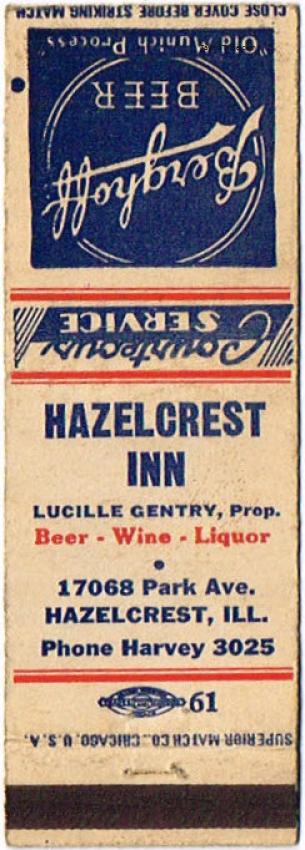 CLOSE COVER BEFORE STRIKING MATCH
"Old Munich Process"
BEER
Berghoff
Courteous
SERVICE
HAZELCREST
INN
LUCILLE GENTRY, Prop.
Beer - Wine - Liquor
17068 Park Ave.
HAZELCREST, ILL.
Phone Harvey 3025
61
SUPERIOR MATCH CO., CHICAGO, U.S.A.